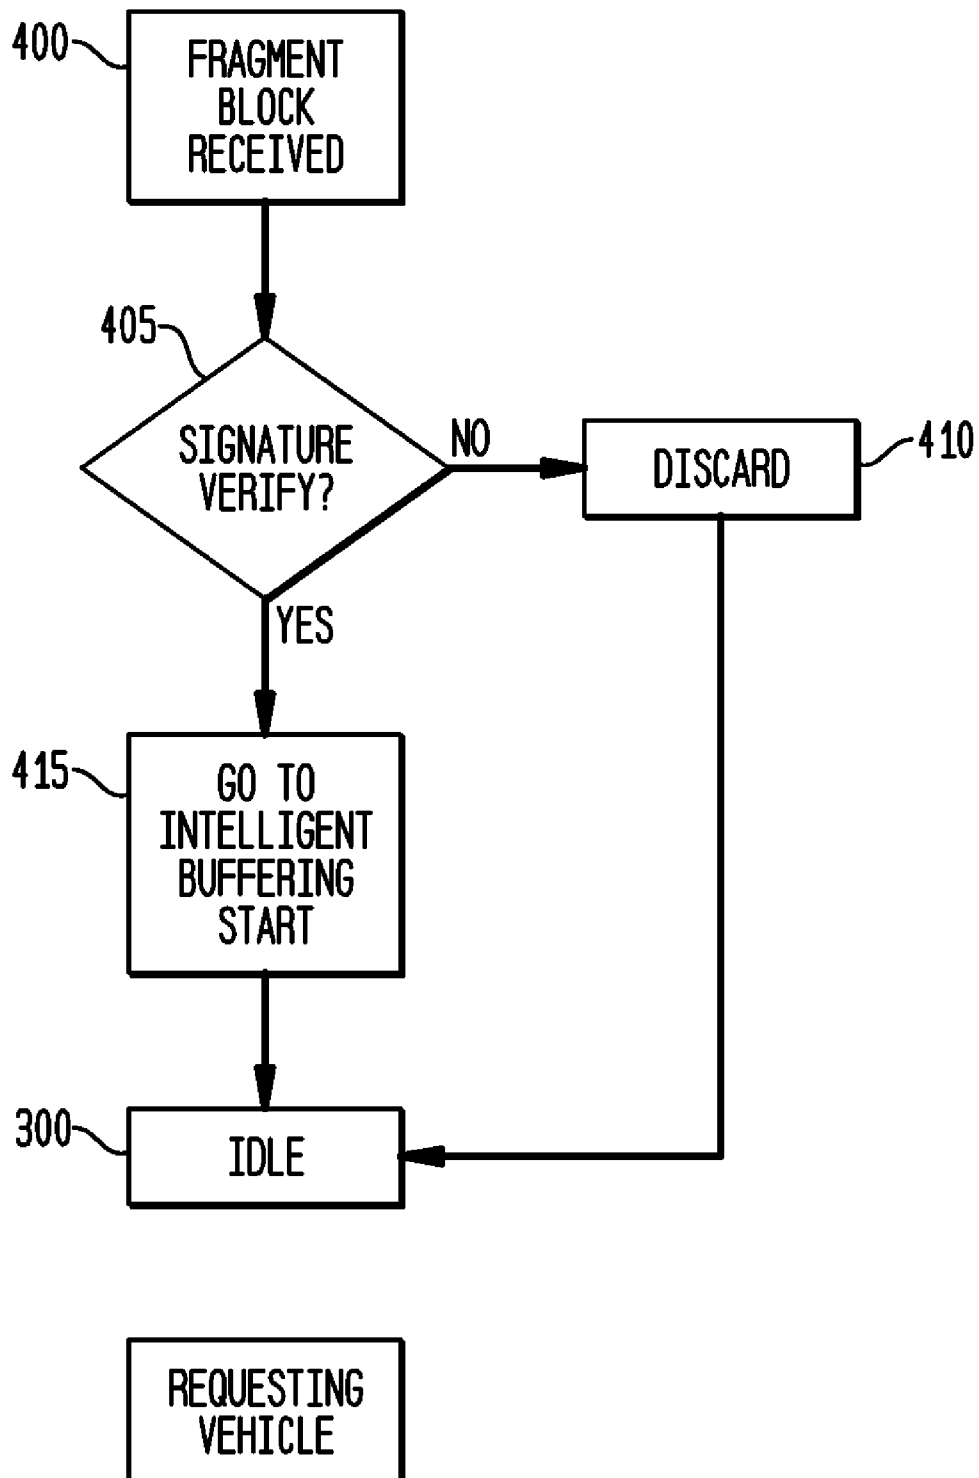 400
FRAGMENT
BLOCK
RECEIVED
405
SIGNATURE
VERIFY?
NO
DISCARD
410
YES
415
GO TO
INTELLIGENT
BUFFERING
START
300
IDLE
REQUESTING
VEHICLE